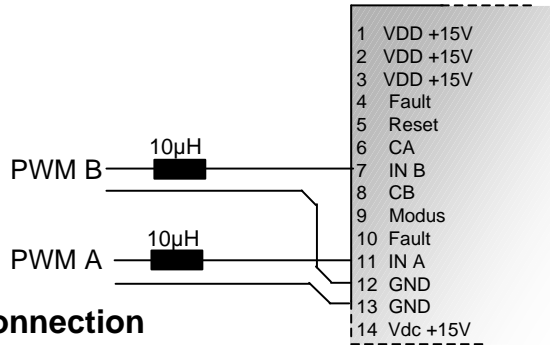 1 VDD +15V
2 VDD +15V
3 VDD +15V
4 Fault
5 Reset
6 CA
7 IN B
8 CB
9 Modus
10 Fault
11 IN A
12 GND
13 GND
14 Vdc +15V
10µH
PWM B
10µH
PWM A
onnection